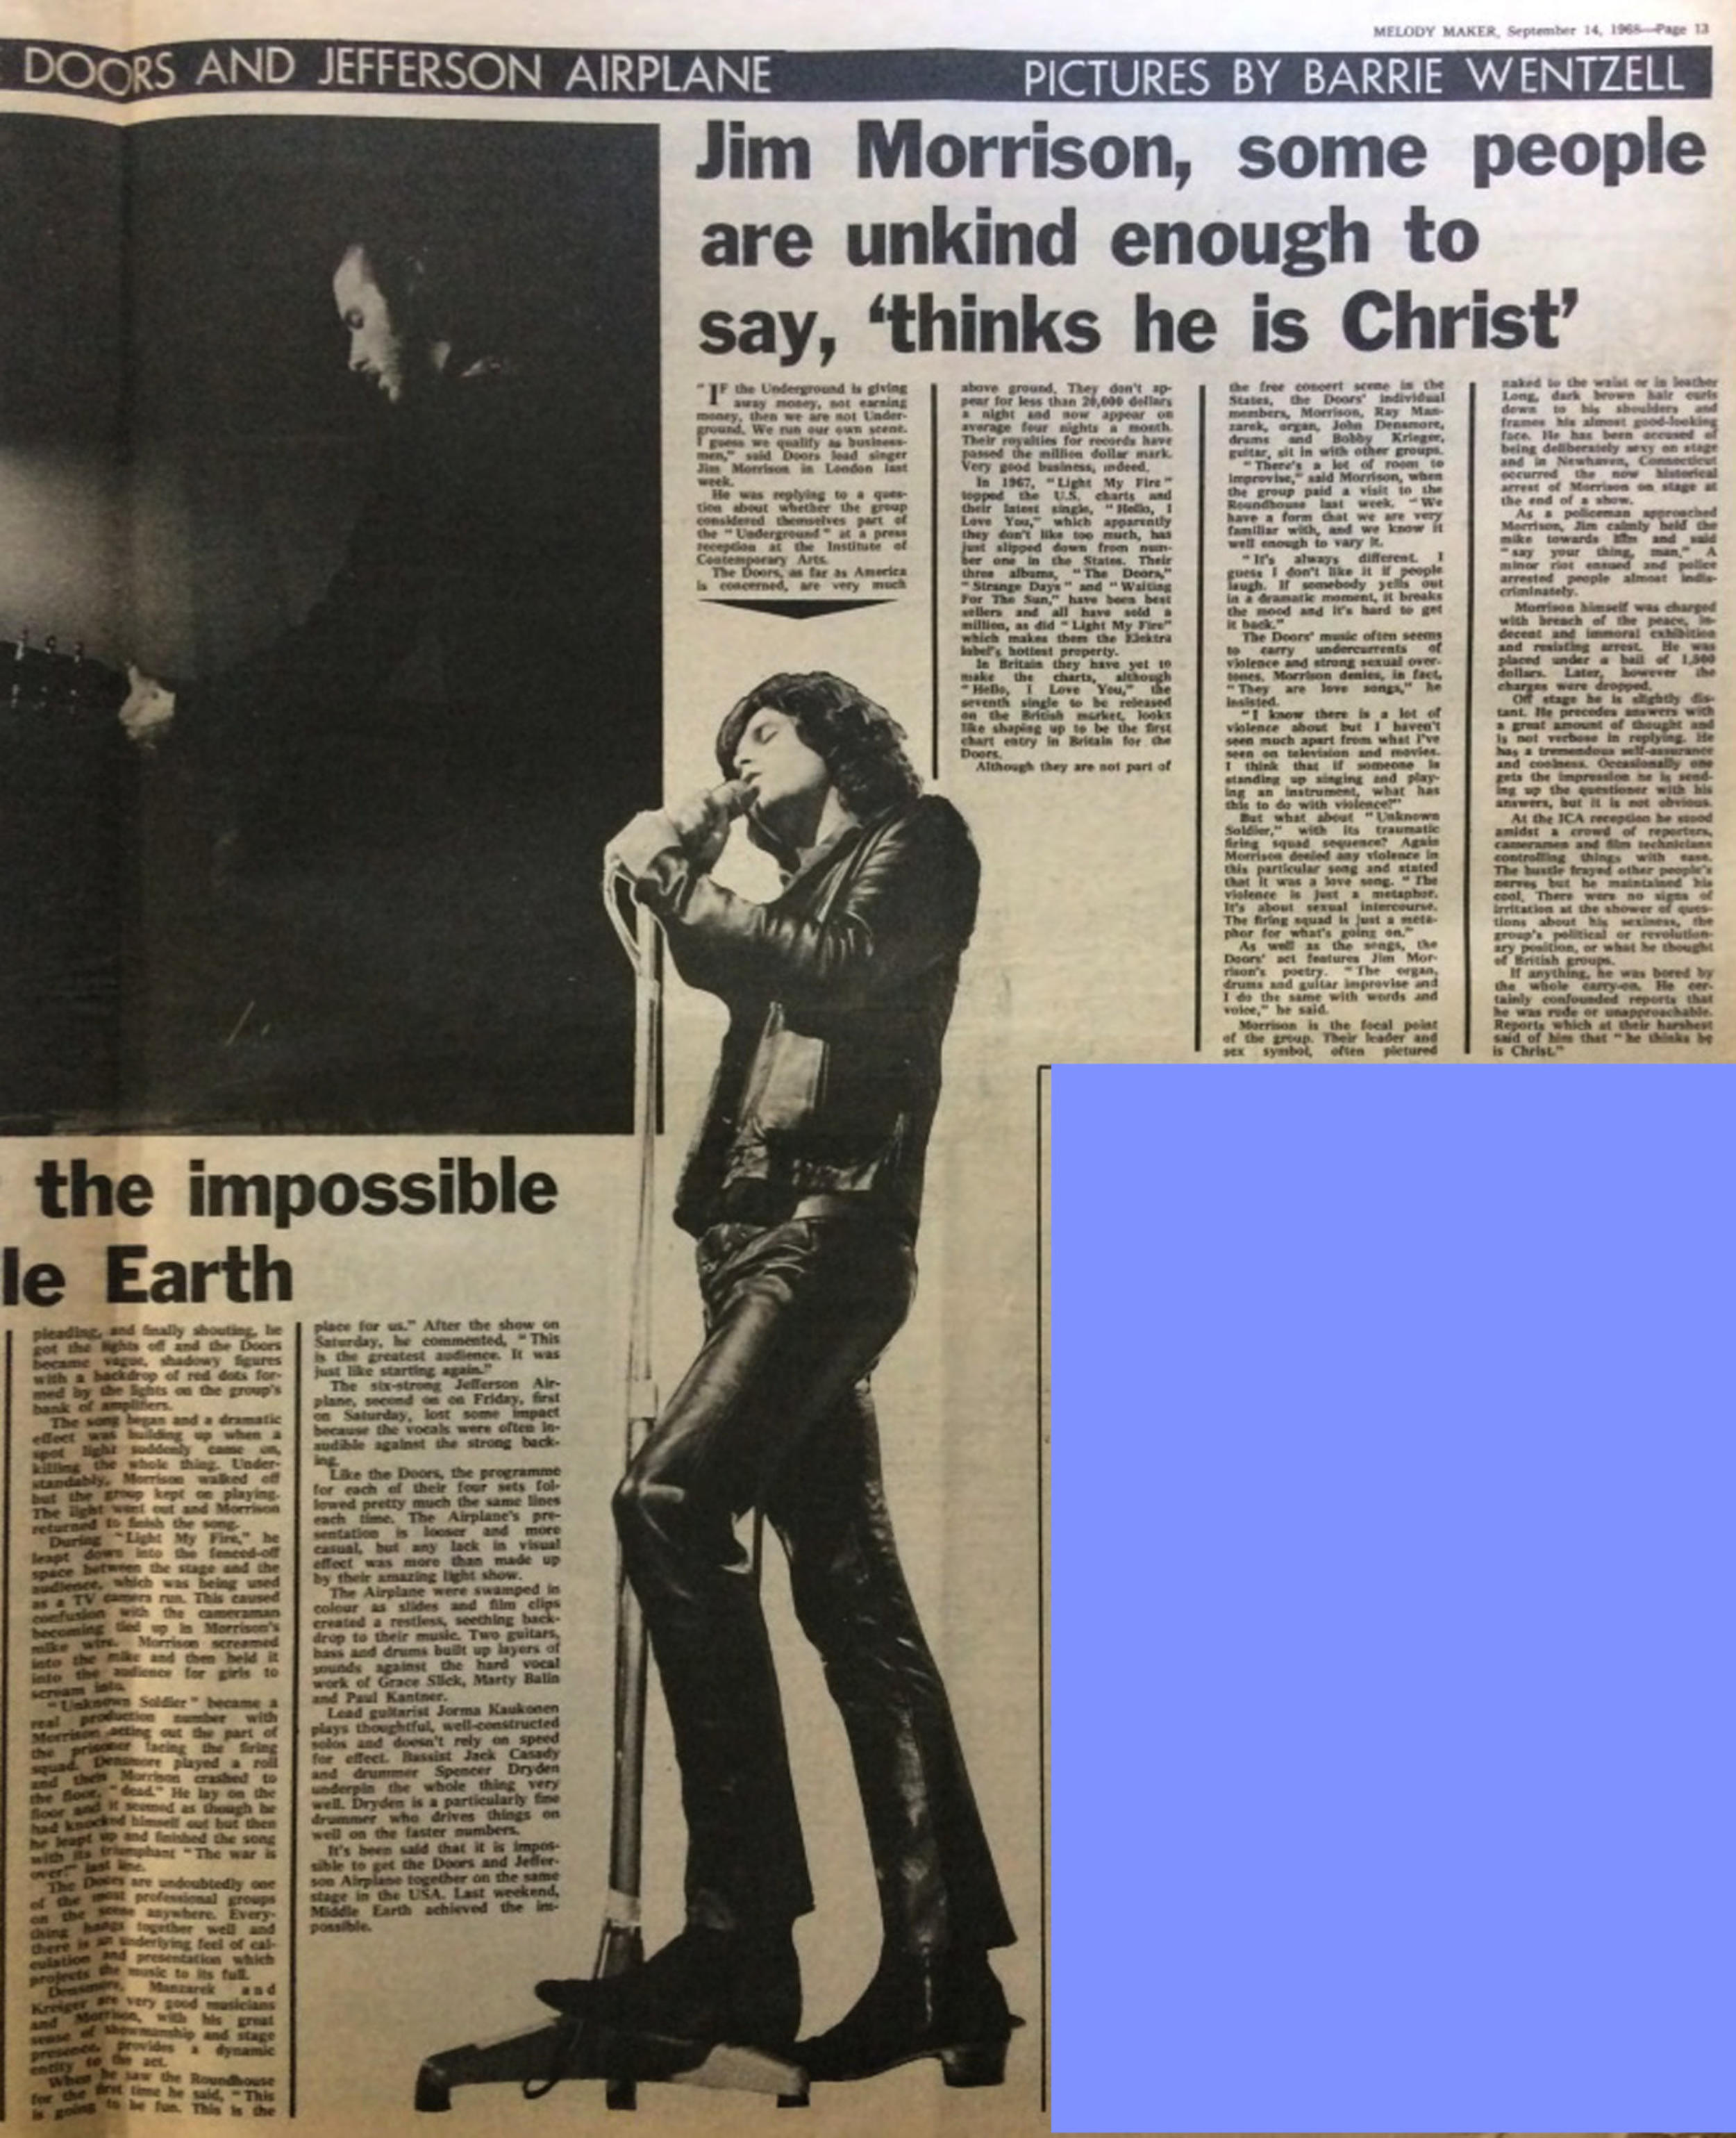 MELODY MAKER, September 14, 1968—Page 13
DOORS AND JEFFERSON AIRPLANE
PICTURES BY BARRIE WENTZELL
Jim Morrison, some people
are unkind enough to
say, ‘thinks he is Christ’
" IF the Underground is giving
away money, not earning
money, then we are not Under-
ground. We run our own scene.
I guess we qualify as business-
men," said Doors lead singer
Jim Morrison in London last
week.
He was replying to a ques-
tion about whether the group
considered themselves part of
the " Underground " at a press
reception at the Institute of
Contemporary Arts.
The Doors, as far as America
is concerned, are very much
above ground. They don't ap-
pear for less than 20,000 dollars
a night and now appear on
average four nights a month.
Their royalties for records have
passed the million dollar mark.
Very good business, indeed.
In 1967, " Light My Fire "
topped the U.S. charts and
their latest single, " Hello, I
Love You," which apparently
they don't like too much, has
just slipped down from num-
ber one in the States. Their
three albums, " The Doors,"
" Strange Days " and " Waiting
For The Sun," have been best
sellers and all have sold a
million, as did " Light My Fire"
which makes them the Elektra
label's hottest property.
In Britain they have yet to
make the charts, although
" Hello, I Love You," the
seventh single to be released
on the British market, looks
like shaping up to be the first
chart entry in Britain for the
Doors.
Although they are not part of
the free concert scene in the
States, the Doors' individual
members, Morrison, Ray Man-
zarek, organ, John Densmore,
drums and Bobby Krieger,
guitar, sit in with other groups.
" There's a lot of room to
improvise," said Morrison, when
the group paid a visit to the
Roundhouse last week. " We
have a form that we are very
familiar with, and we know it
well enough to vary it.
" It's always different. I
guess I don't like it if people
laugh. If somebody yells out
in a dramatic moment, it breaks
the mood and it's hard to get
it back."
The Doors' music often seems
to carry undercurrents of
violence and strong sexual over-
tones. Morrison denies, in fact,
" They are love songs," he
insisted.
" I know there is a lot of
violence about but I haven't
seen much apart from what I've
seen on television and movies.
I think that if someone is
standing up singing and play-
ing an instrument, what has
this to do with violence?"
But what about " Unknown
Soldier," with its traumatic
firing squad sequence? Again
Morrison denied any violence in
this particular song and stated
that it was a love song. " The
violence is just a metaphor.
It's about sexual intercourse.
The firing squad is just a meta-
phor for what's going on."
As well as the songs, the
Doors' act features Jim Mor-
rison's poetry. " The organ,
drums and guitar improvise and
I do the same with words and
voice," he said.
Morrison is the focal point
of the group. Their leader and
sex symbol, often pictured
naked to the waist or in leather
Long, dark brown hair curls
down to his shoulders and
frames his almost good-looking
face. He has been accused of
being deliberately sexy on stage
and in Newhaven, Connecticut
occurred the now historical
arrest of Morrison on stage at
the end of a show.
As a policeman approached
Morrison, Jim calmly held the
mike towards him and said
" say your thing, man." A
minor riot ensued and police
arrested people almost indis-
criminately.
Morrison himself was charged
with breach of the peace, in-
decent and immoral exhibition
and resisting arrest. He was
placed under a bail of 1,500
dollars. Later, however the
charges were dropped.
Off stage he is slightly dis-
tant. He precedes answers with
a great amount of thought and
is not verbose in replying. He
has a tremendous self-assurance
and coolness. Occasionally one
gets the impression he is send-
ing up the questioner with his
answers, but it is not obvious.
At the ICA reception he stood
amidst a crowd of reporters,
cameramen and film technicians
controlling things with ease.
The bustle frayed other people's
nerves but he maintained his
cool. There were no signs of
irritation at the shower of ques-
tions about his sexiness, the
group's political or revolution-
ary position, or what he thought
of British groups.
If anything, he was bored by
the whole carry-on. He cer-
tainly confounded reports that
he was rude or unapproachable.
Reports which at their harshest
said of him that " he thinks he
is Christ."
the impossible
le Earth
pleading, and finally shouting, he
got the lights off and the Doors
became vague, shadowy figures
with a backdrop of red dots for-
med by the lights on the group's
bank of amplifiers.
The song began and a dramatic
effect was building up when a
spot light suddenly came on,
killing the whole thing. Under-
standably, Morrison walked off
but the group kept on playing.
The light went out and Morrison
returned to finish the song.
During " Light My Fire," he
leapt down into the fenced-off
space between the stage and the
audience, which was being used
as a TV camera run. This caused
confusion with the cameraman
becoming tied up in Morrison's
mike wire. Morrison screamed
into the mike and then held it
into the audience for girls to
scream into.
" Unknown Soldier " became a
real production number with
Morrison acting out the part of
the prisoner facing the firing
squad. Densmore played a roll
and then Morrison crashed to
the floor, " dead." He lay on the
floor and it seemed as though he
had knocked himself out but then
he leapt up and finished the song
with its triumphant " The war is
over!" last line.
The Doors are undoubtedly one
of the most professional groups
on the scene anywhere. Every-
thing hangs together well and
there is an underlying feel of cal-
culation and presentation which
projects the music to its full.
Densmore, Manzarek and
Kreiger are very good musicians
and Morrison, with his great
sense of showmanship and stage
presence, provides a dynamic
entity to the act.
When he saw the Roundhouse
for the first time he said, " This
is going to be fun. This is the
place for us." After the show on
Saturday, he commented, " This
is the greatest audience. It was
just like starting again."
The six-strong Jefferson Air-
plane, second on on Friday, first
on Saturday, lost some impact
because the vocals were often in-
audible against the strong back-
ing.
Like the Doors, the programme
for each of their four sets fol-
lowed pretty much the same lines
each time. The Airplane's pre-
sentation is looser and more
casual, but any lack in visual
effect was more than made up
by their amazing light show.
The Airplane were swamped in
colour as slides and film clips
created a restless, seething back-
drop to their music. Two guitars,
bass and drums built up layers of
sounds against the hard vocal
work of Grace Slick, Marty Balin
and Paul Kantner.
Lead guitarist Jorma Kaukonen
plays thoughtful, well-constructed
solos and doesn't rely on speed
for effect. Bassist Jack Casady
and drummer Spencer Dryden
underpin the whole thing very
well. Dryden is a particularly fine
drummer who drives things on
well on the faster numbers.
It's been said that it is impos-
sible to get the Doors and Jeffer-
son Airplane together on the same
stage in the USA. Last weekend,
Middle Earth achieved the im-
possible.